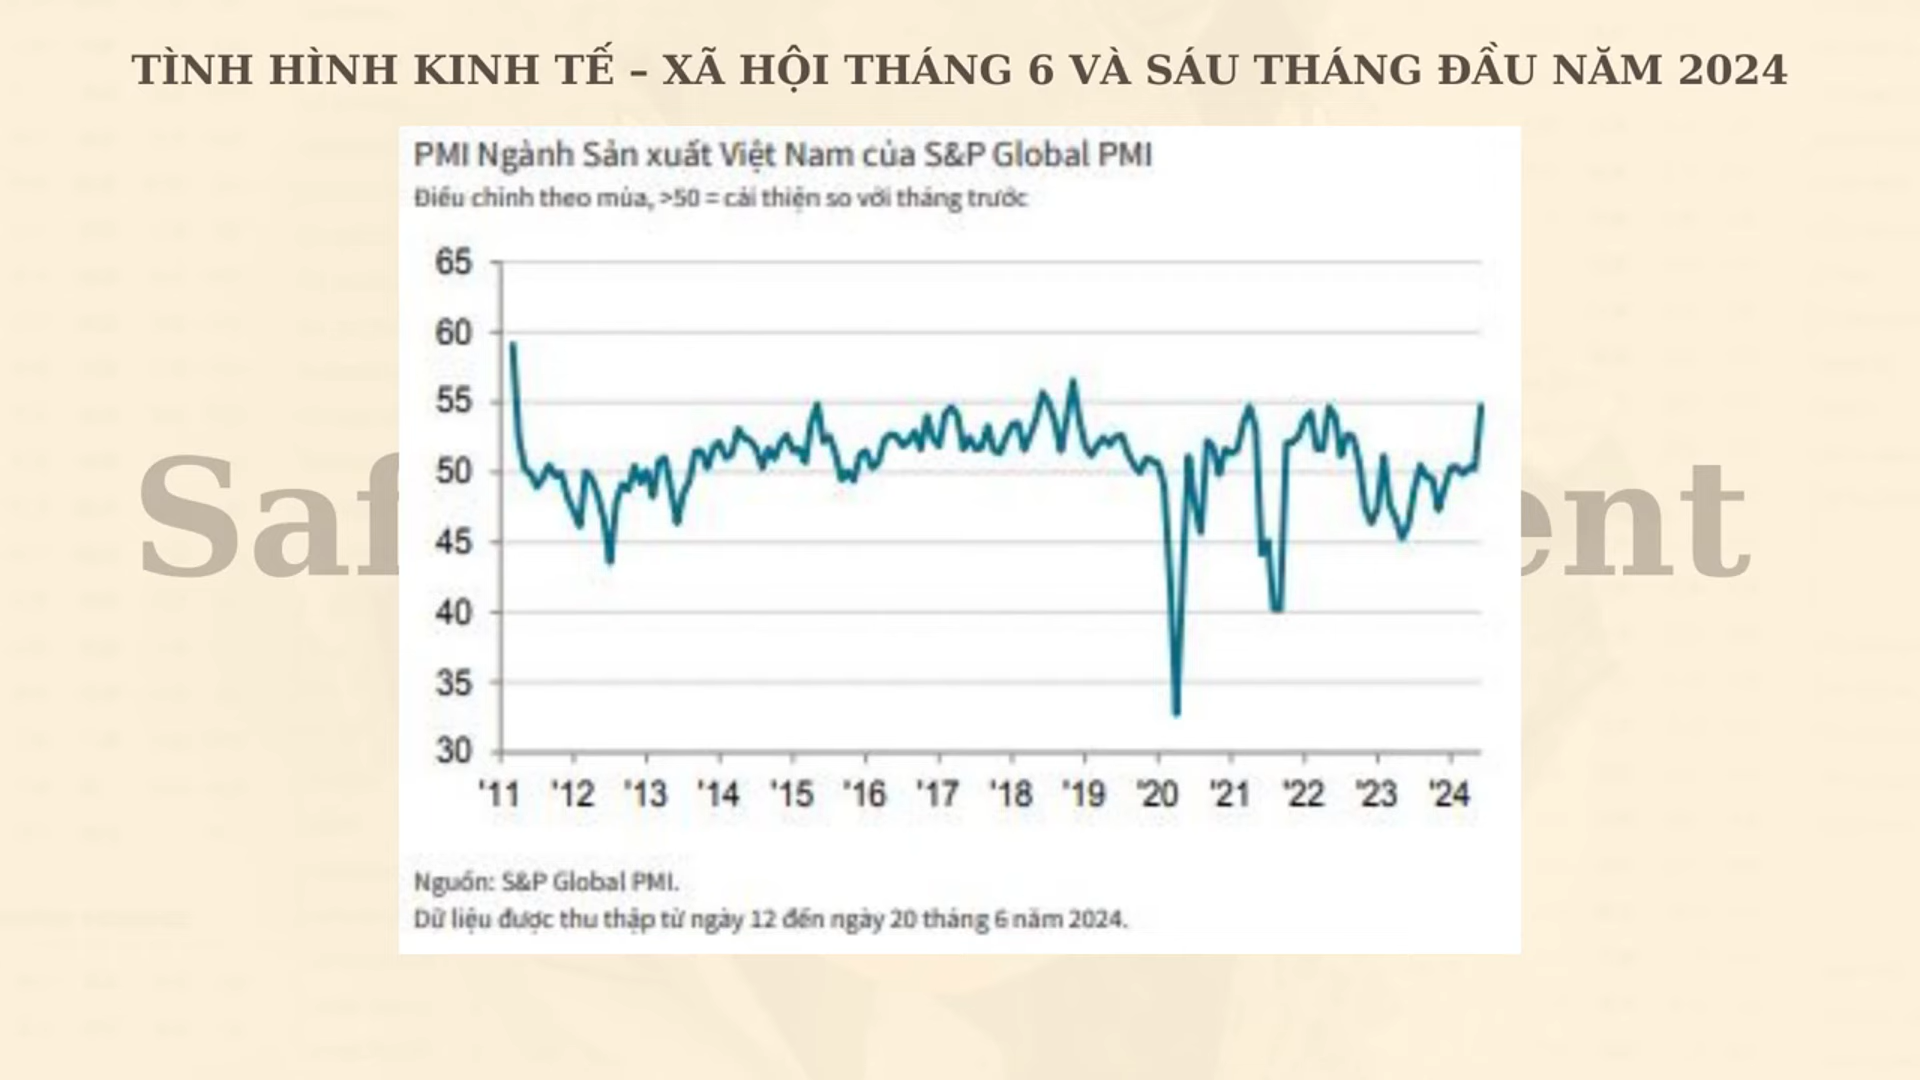 TÌNH HÌNH KINH TẾ – XÃ HỘI THÁNG 6 VÀ SÁU THÁNG ĐẦU NĂM 2024
PMI Ngành Sản xuất Việt Nam của S&P Global PMI
Điều chỉnh theo mùa, >50 = cải thiện so với tháng trước
65
60
55
50
45
40
35
30
'11 '12 '13 '14 '15 '16 '17 '18 '19 '20 '21 '22 '23 '24
Nguồn: S&P Global PMI.
Dữ liệu được thu thập từ ngày 12 đến ngày 20 tháng 6 năm 2024.